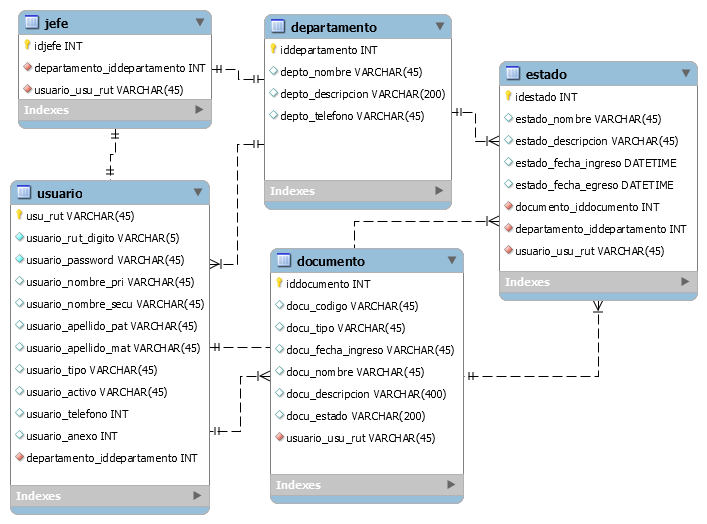 jefe
idjefe INT
departamento_iddepartamento INT
usuario_usu_rut VARCHAR(45)
Indexes
departamento
iddepartamento INT
depto_nombre VARCHAR(45)
depto_descripcion VARCHAR(200)
depto_telefono VARCHAR(45)
Indexes
estado
idestado INT
estado_nombre VARCHAR(45)
estado_descripcion VARCHAR(45)
estado_fecha_ingreso DATETIME
estado_fecha_egreso DATETIME
documento_iddocumento INT
departamento_iddepartamento INT
usuario_usu_rut VARCHAR(45)
Indexes
usuario
usu_rut VARCHAR(45)
usuario_rut_digito VARCHAR(5)
usuario_password VARCHAR(45)
usuario_nombre_pri VARCHAR(45)
usuario_nombre_secu VARCHAR(45)
usuario_apellido_pat VARCHAR(45)
usuario_apellido_mat VARCHAR(45)
usuario_tipo VARCHAR(45)
usuario_activo VARCHAR(45)
usuario_telefono INT
usuario_anexo INT
departamento_iddepartamento INT
Indexes
documento
iddocumento INT
docu_codigo VARCHAR(45)
docu_tipo VARCHAR(45)
docu_fecha_ingreso VARCHAR(45)
docu_nombre VARCHAR(45)
docu_descripcion VARCHAR(400)
docu_estado VARCHAR(200)
usuario_usu_rut VARCHAR(45)
Indexes